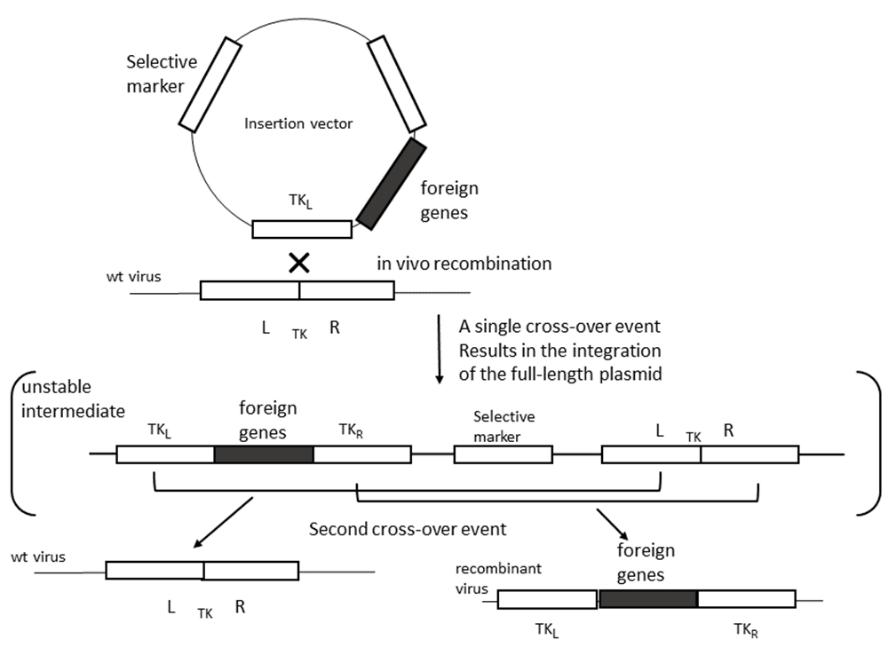 Selective
marker
Insertion vector
TKL
foreign
genes
wt virus
in vivo recombination
L TK R
A single cross-over event
Results in the integration
of the full-length plasmid
unstable
intermediate
TKL
foreign
genes
TKR
Selective
marker
L TK R
Second cross-over event
wt virus
L TK R
recombinant
virus
foreign
genes
TKL
TKR